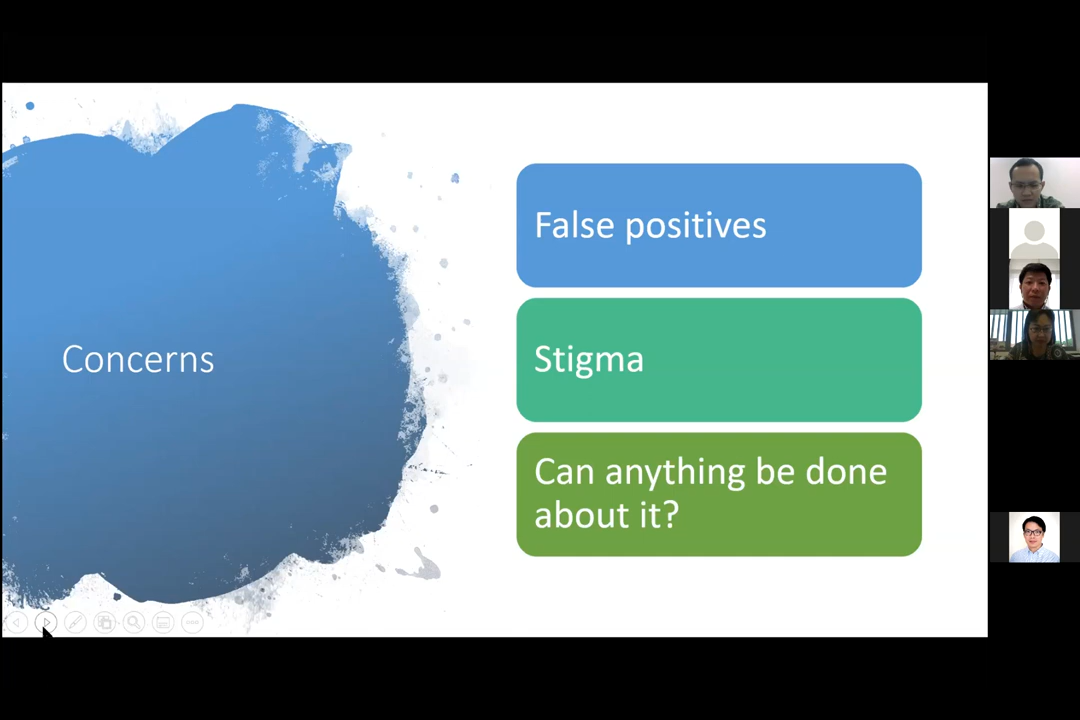 Concerns
False positives
Stigma
Can anything be done
about it?